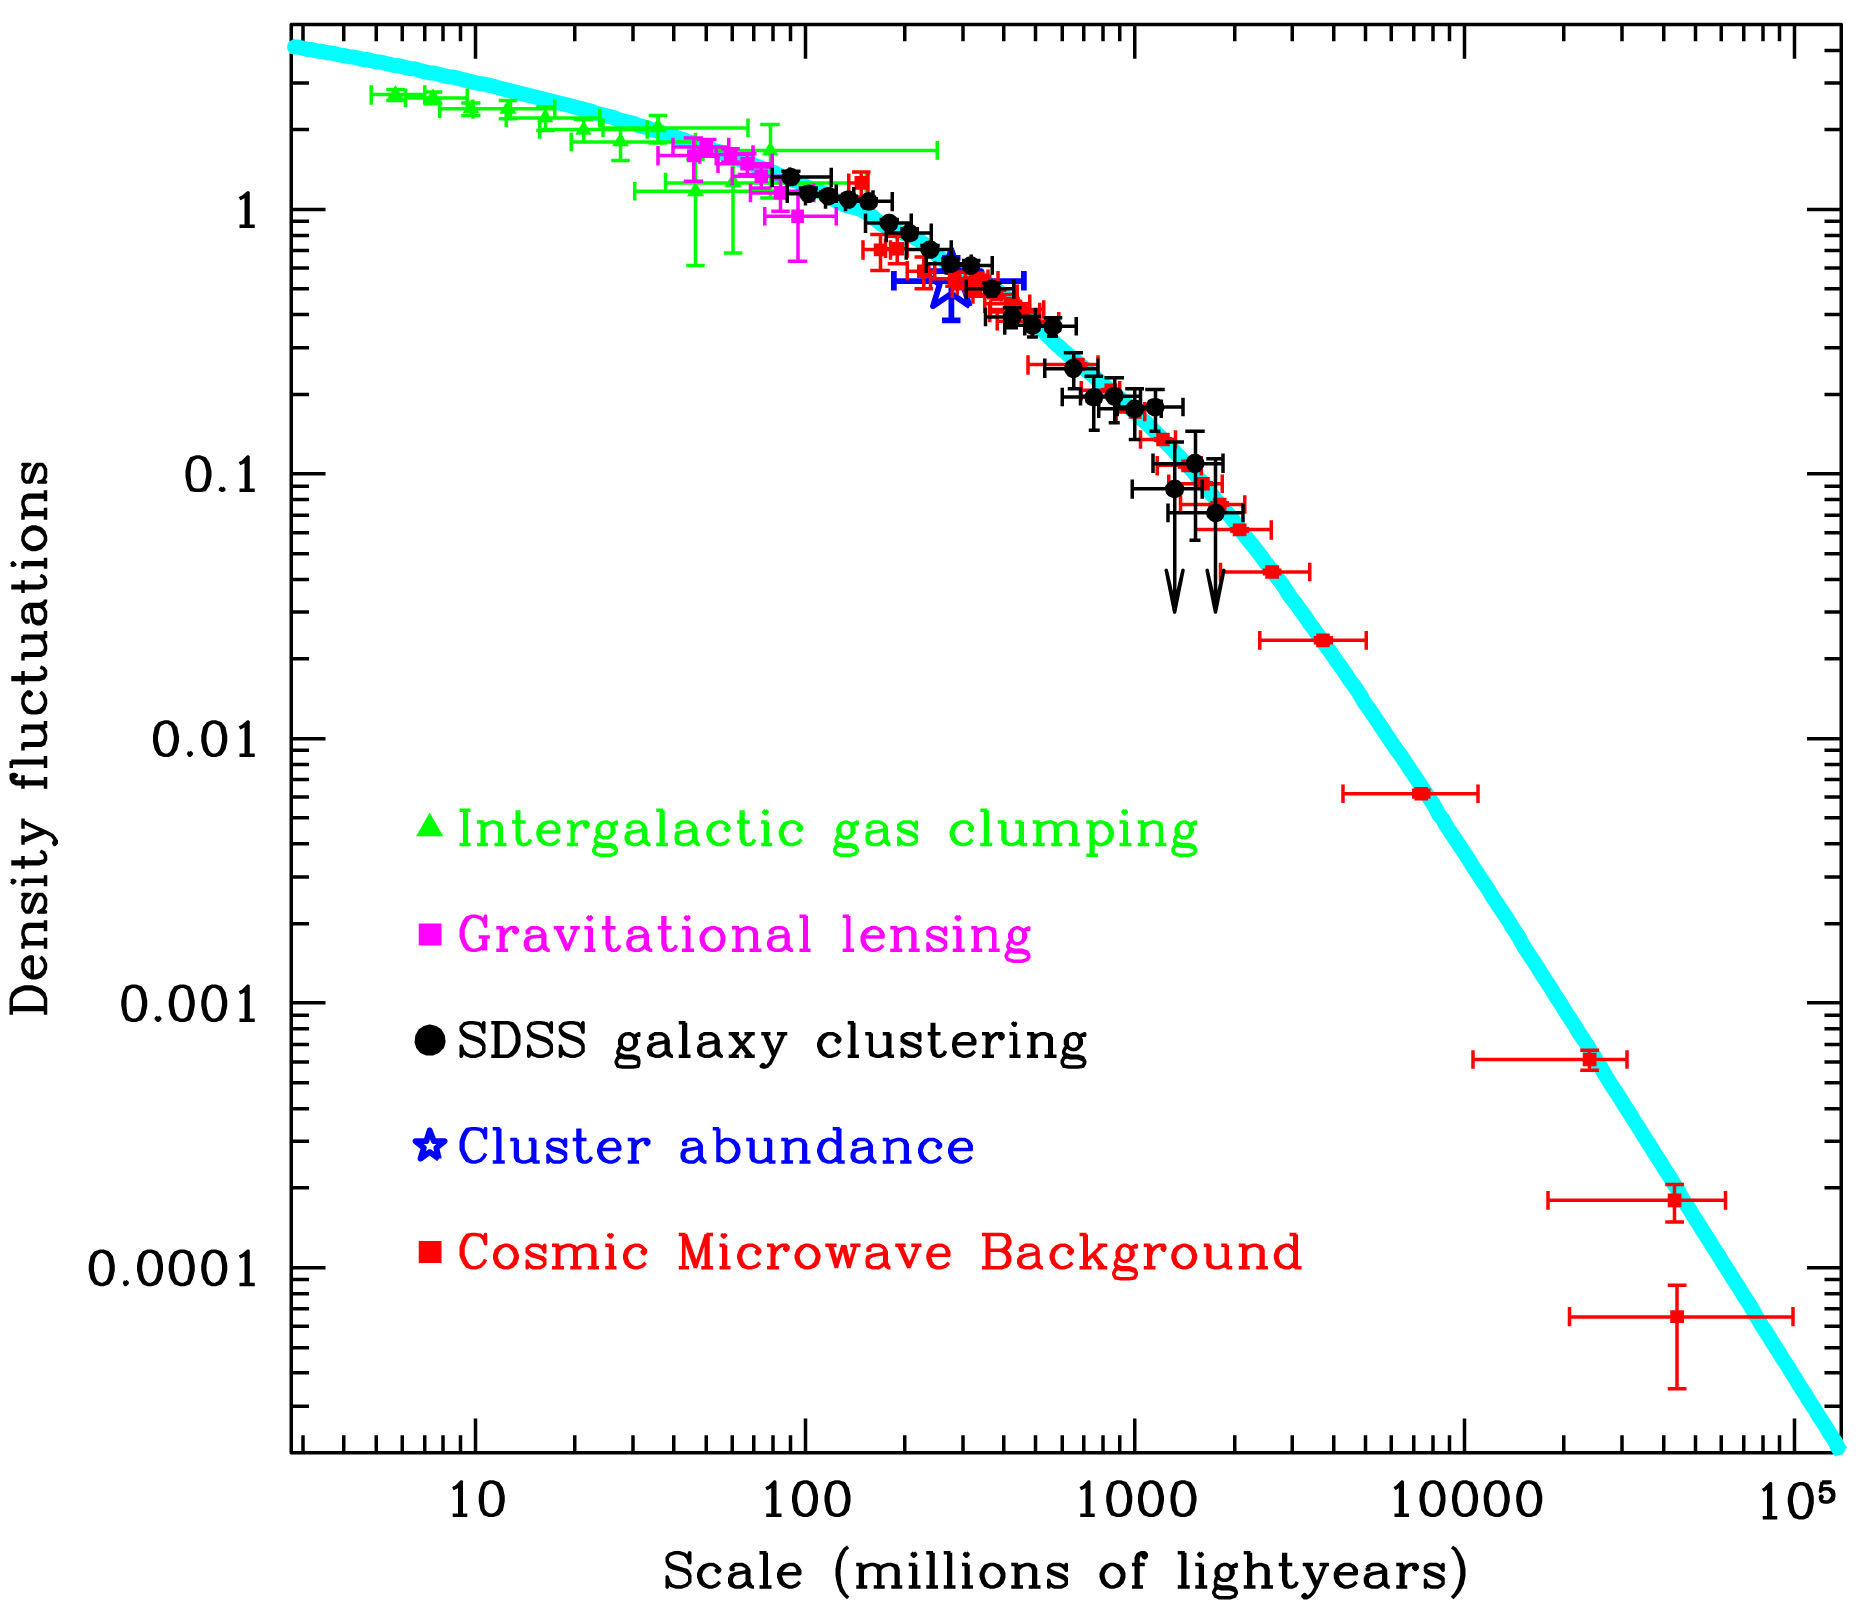 Density fluctuations
1
0.1
0.01
0.001
0.0001
Intergalactic gas clumping
Gravitational lensing
SDSS galaxy clustering
Cluster abundance
Cosmic Microwave Background
10 100 1000 10000 10⁵
Scale (millions of lightyears)